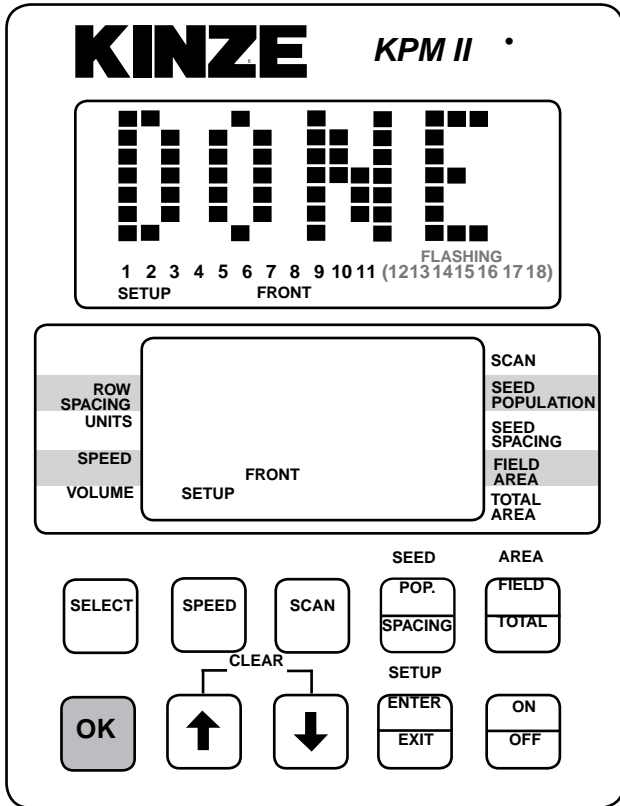 KINZE KPM II
DONE
FLASHING
1 2 3 4 5 6 7 8 9 10 11 (12 13 14 15 16 17 18)
SETUP FRONT
SCAN
ROW
SPACING
UNITS
SEED
POPULATION
SEED
SPACING
SPEED
FIELD
AREA
FRONT
VOLUME
SETUP
TOTAL
AREA
SEED AREA
SELECT
SPEED
SCAN
POP.
SPACING
FIELD
TOTAL
CLEAR
SETUP
OK
ENTER
EXIT
ON
OFF